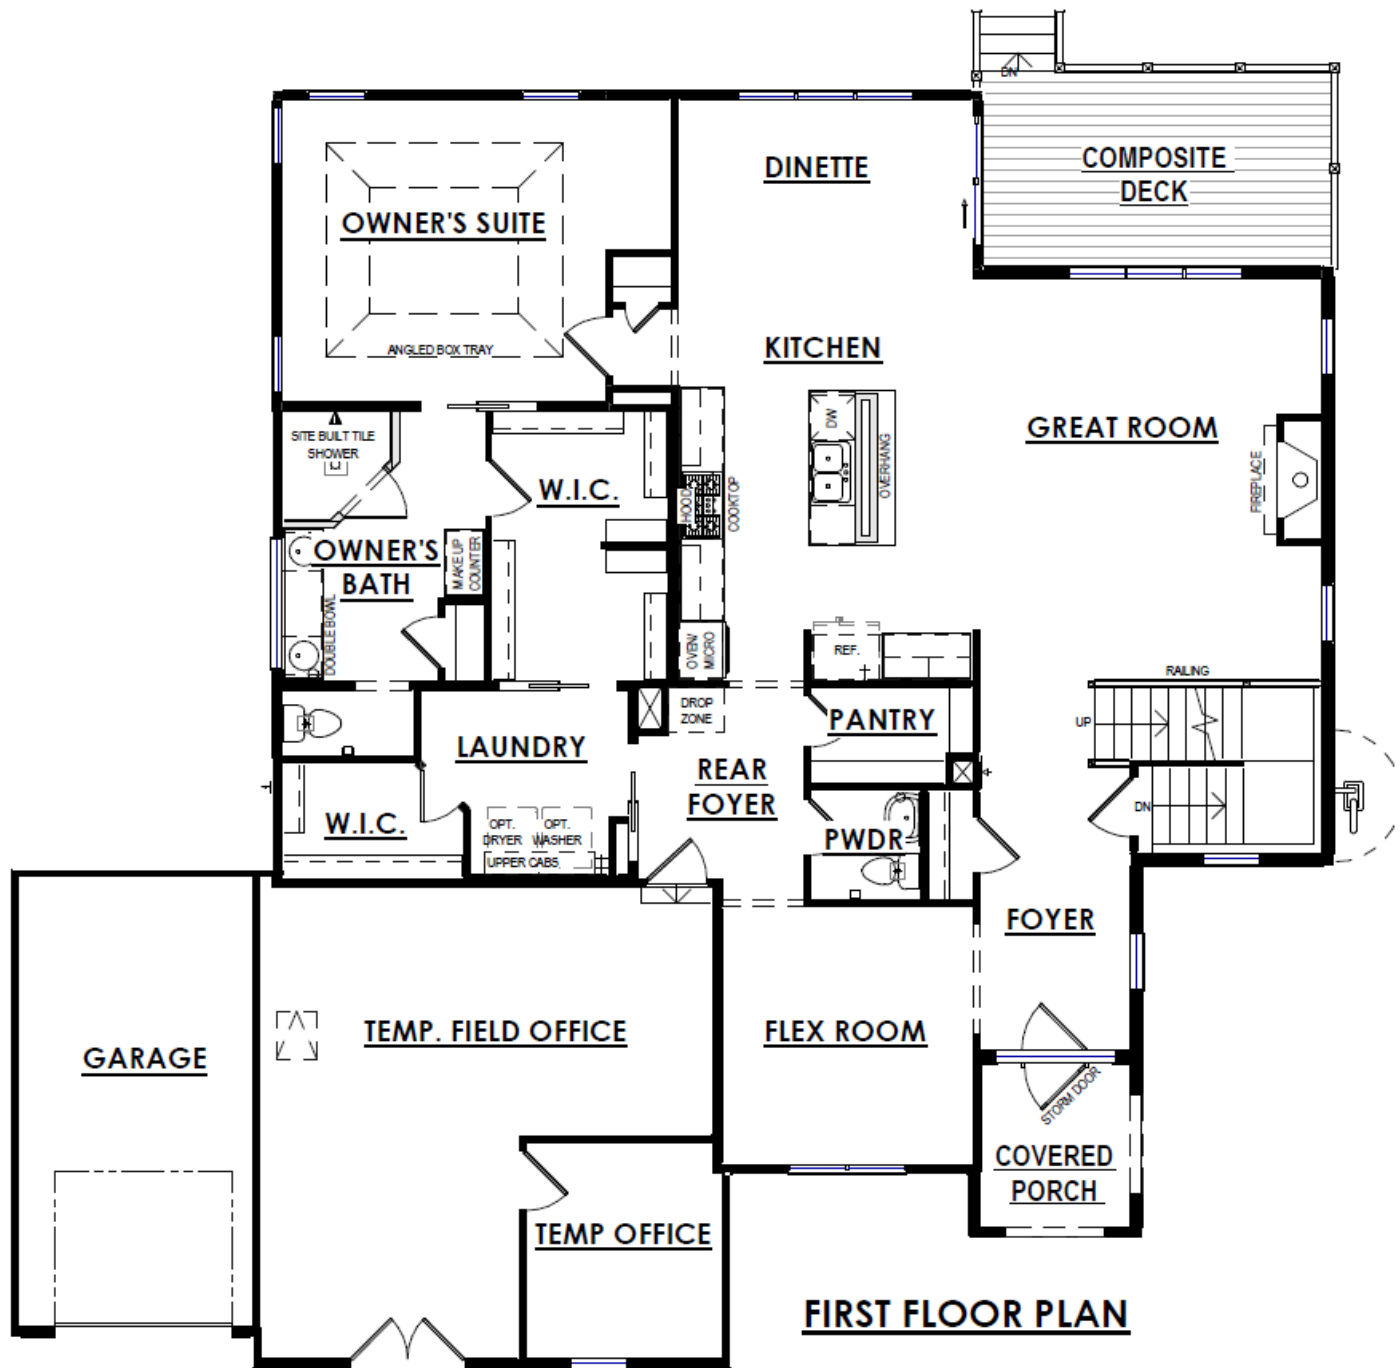 DN
COMPOSITE
DECK
DINETTE
OWNER'S SUITE
KITCHEN
ANGLED BOX TRAY
DW
OVERHANG
GREAT ROOM
SITE BUILT TILE
SHOWER
W.I.C.
HOOD
COOKTOP
FIREPLACE
OWNER'S
BATH
MAKE UP
COUNTER
DOUBLE BOWL
OVEN/
MICRO
REF.
RAILING
DROP
ZONE
PANTRY
UP
LAUNDRY
REAR
FOYER
DN
W.I.C.
OPT.
DRYER
OPT.
WASHER
UPPER CABS.
PWDR
FOYER
TEMP. FIELD OFFICE
FLEX ROOM
GARAGE
STORM DOOR
COVERED
PORCH
TEMP OFFICE
FIRST FLOOR PLAN